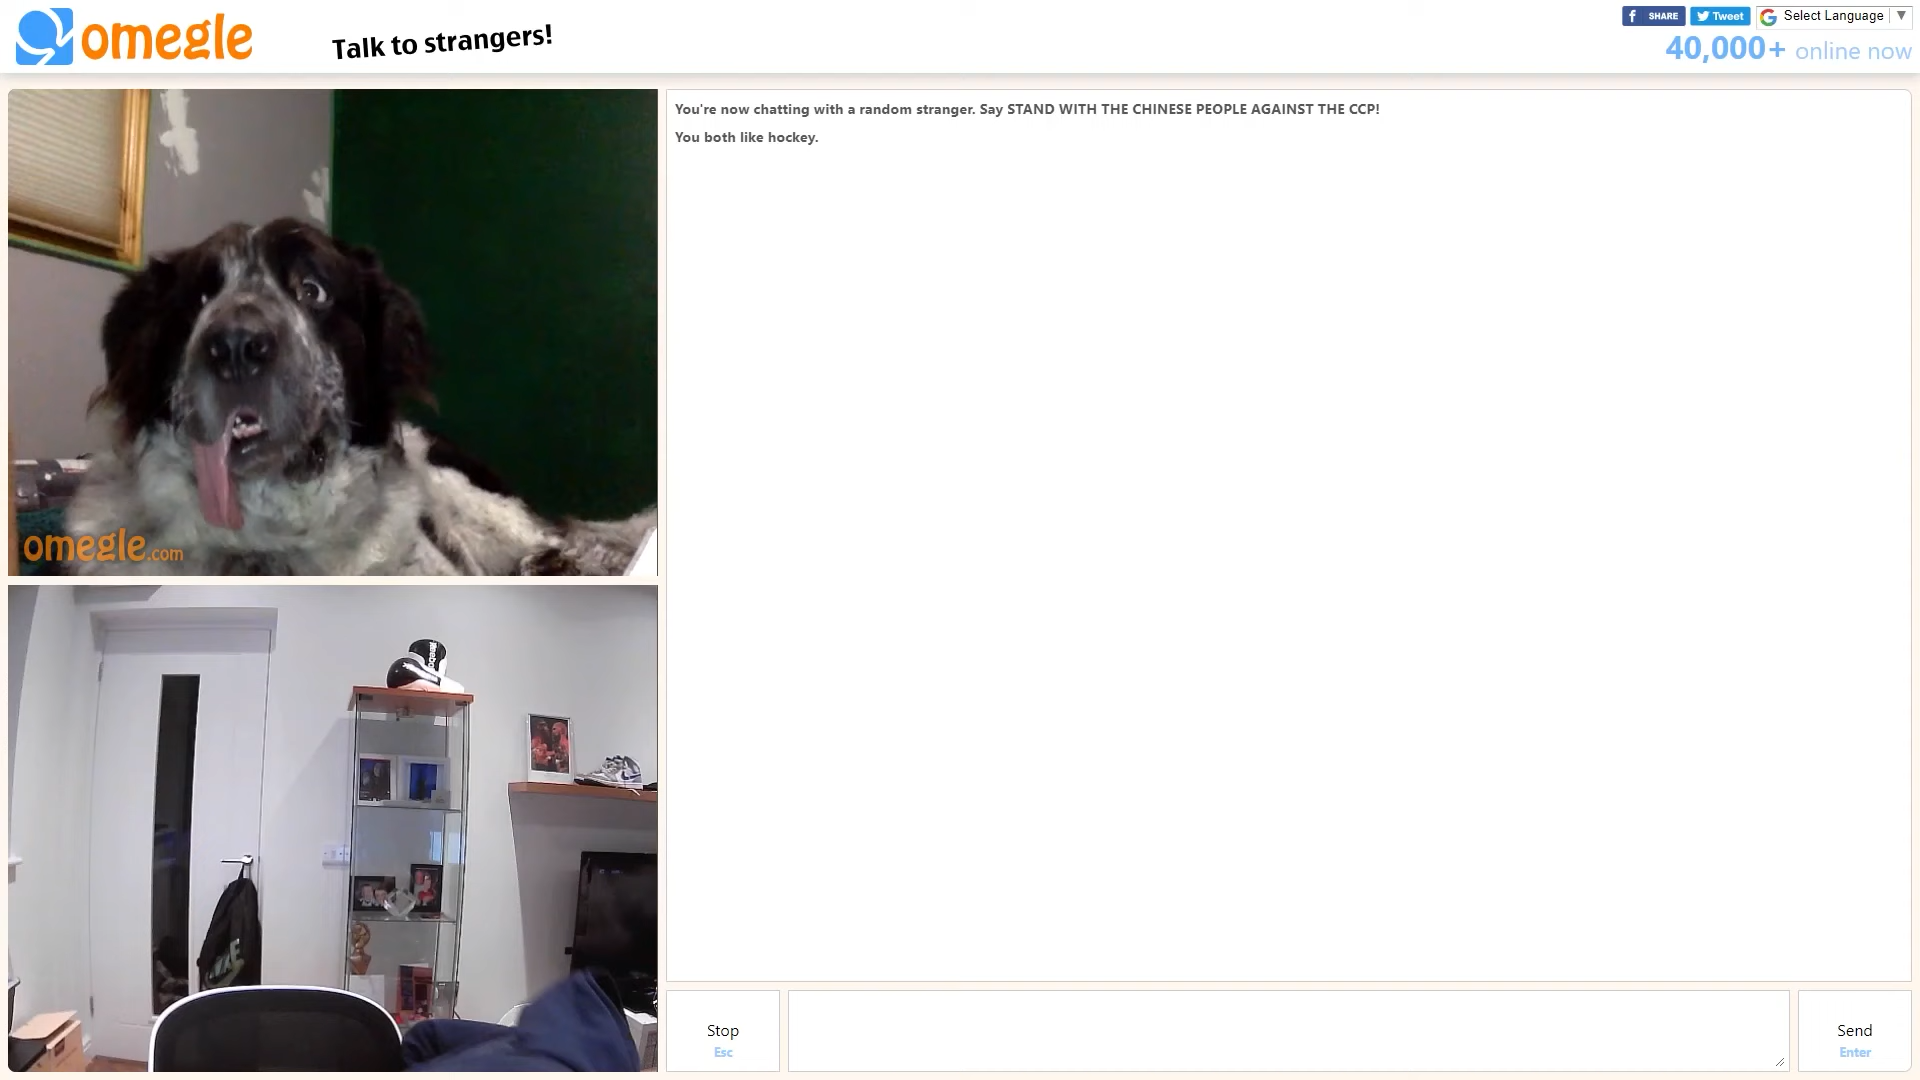 omegle
Talk to strangers!
SHARE
Tweet
Select Language
40,000+ online now
You're now chatting with a random stranger. Say STAND WITH THE CHINESE PEOPLE AGAINST THE CCP!
You both like hockey.
omegle.com
Stop
Esc
Send
Enter